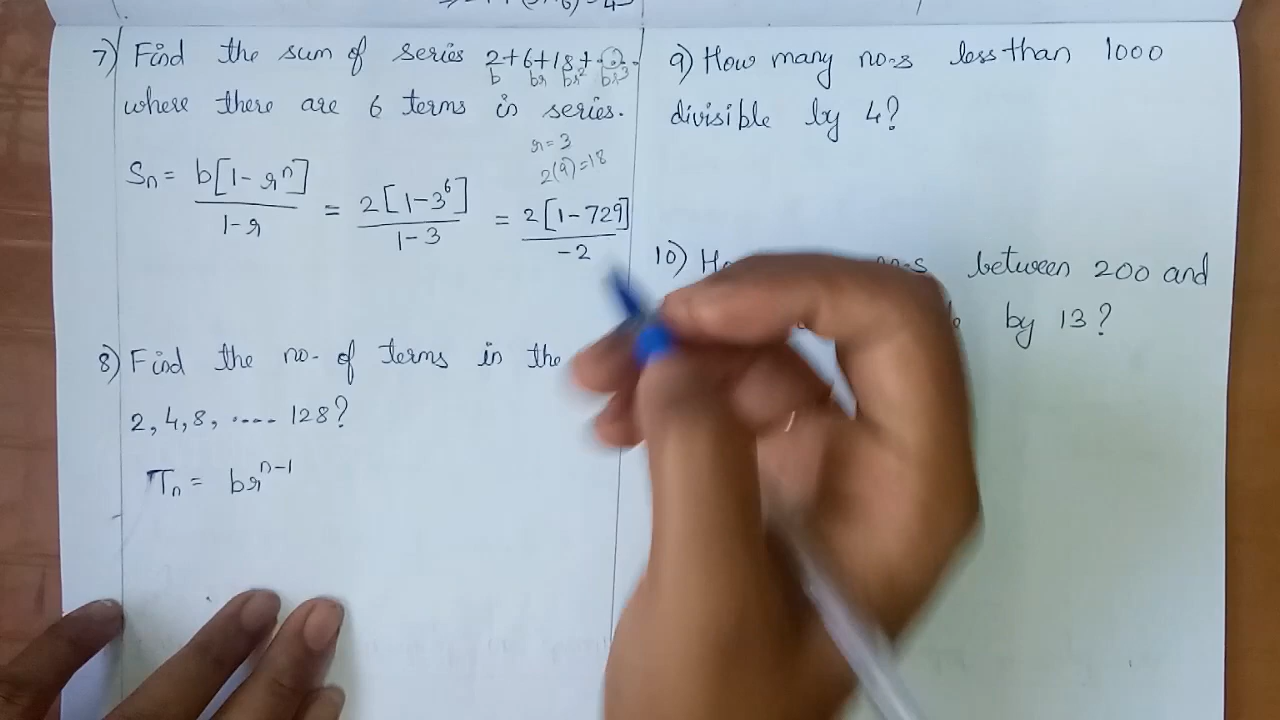 7) Find the sum of series 2+6+18+...
b br br² br³
where there are 6 terms in series.
r=3
2(9)=18
Sn = b[1-rⁿ]/1-r = 2[1-3⁶]/1-3 = 2[1-729]/-2
8) Find the no. of terms in the
2, 4, 8, ..... 128?
Tn = brⁿ⁻¹
9) How many no.s less than 1000
divisible by 4?
10) between 200 and
by 13?